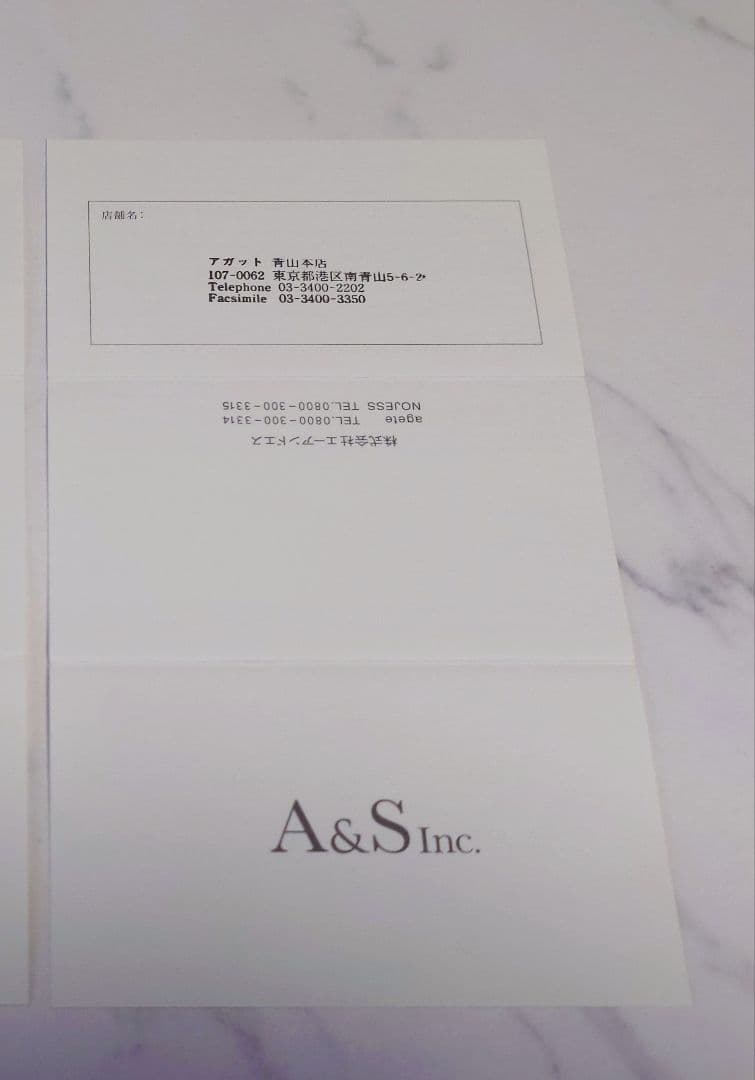 店舗名:
アガット 青山本店
107-0062 東京都港区南青山5-6-2
Telephone 03-3400-2202
Facsimile 03-3400-3350
株式会社エーアンドエス
agete TEL.0800-300-3314
NOJESS TEL.0800-300-3315
A&S Inc.